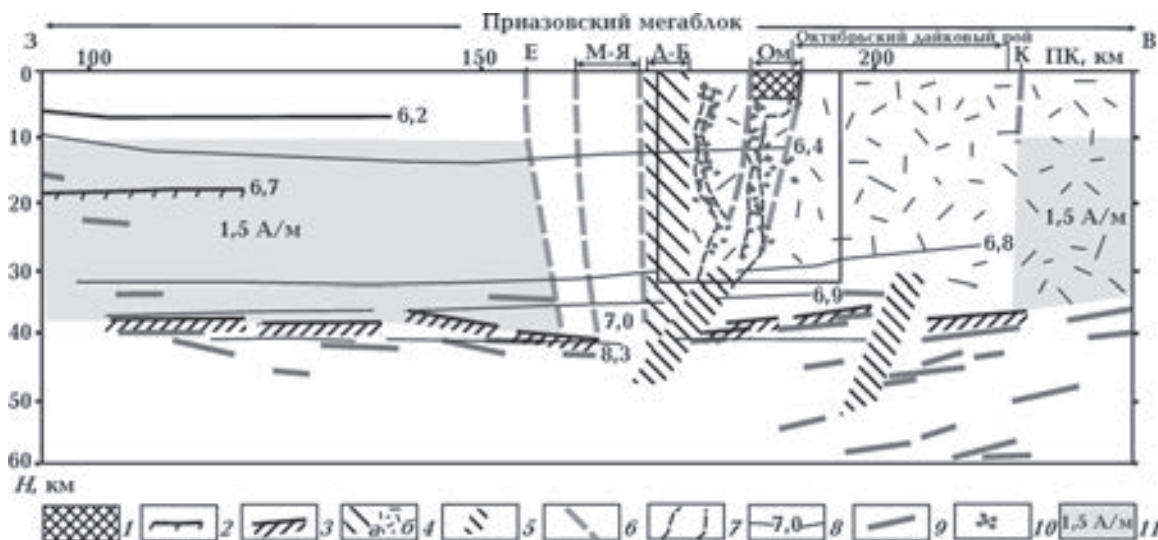 Приазовский мегаблок
З
Октябрьский дайковый рой
В
100
150
Е
М-Я
Д-Б
Ом
200
К
ПК, км
0
6,2
10
6,4
6,7
20
1,5 А/м
1,5 А/м
30
6,8
6,9
7,0
40
8,3
50
60
Н, км
1
2
3
а
б
4
5
6
7
7,0
8
9
10
1,5 А/м
11